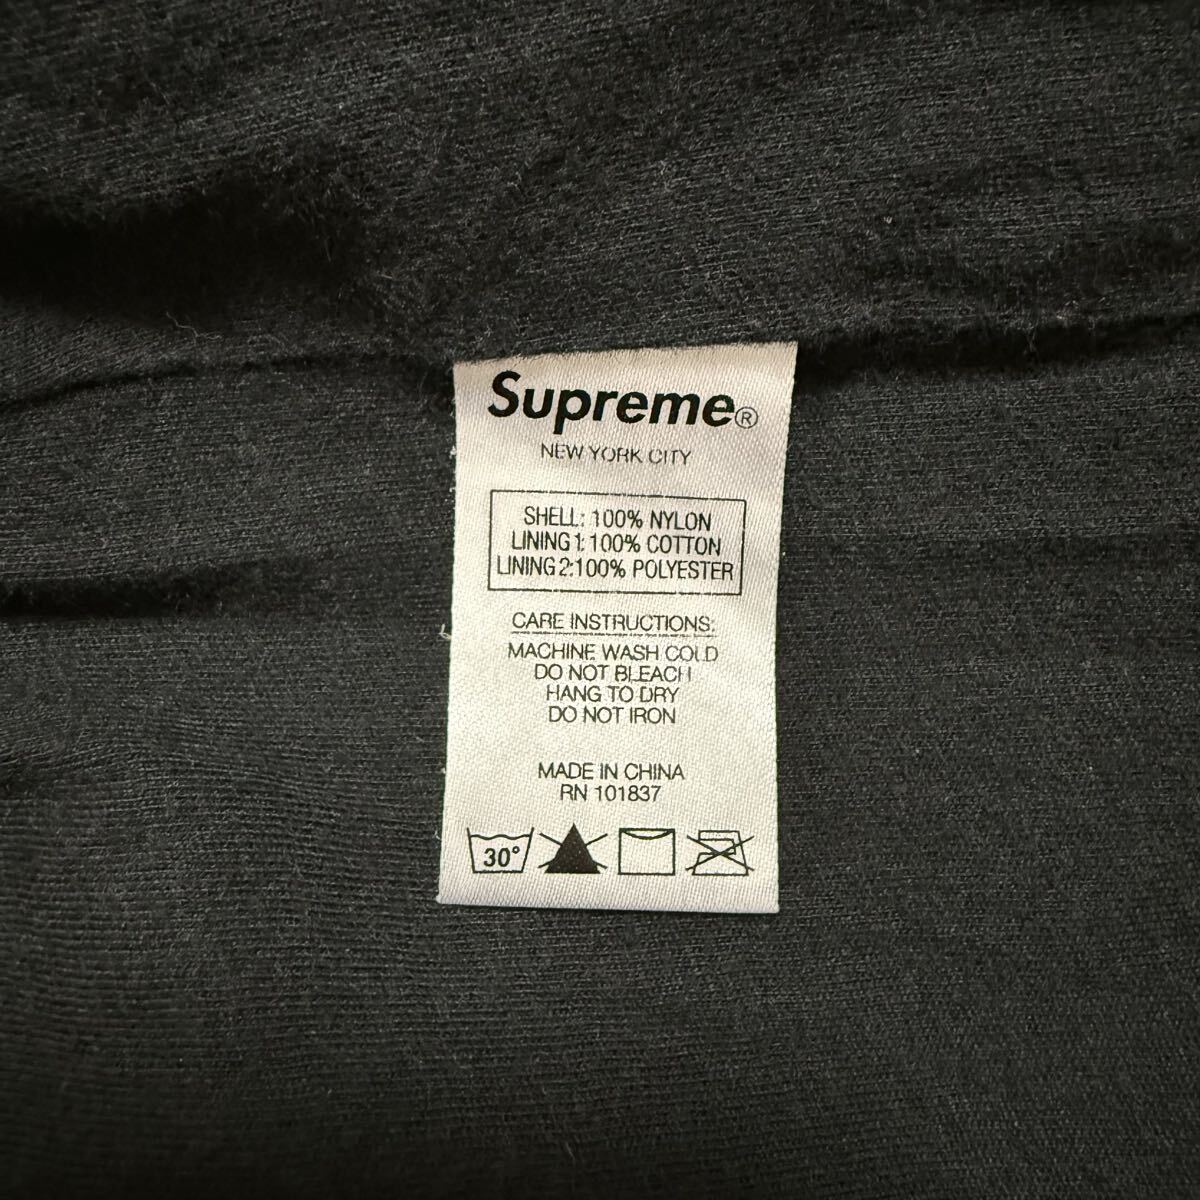 Supreme®
NEW YORK CITY
SHELL: 100% NYLON
LINING 1: 100% COTTON
LINING 2: 100% POLYESTER
CARE INSTRUCTIONS:
MACHINE WASH COLD
DO NOT BLEACH
HANG TO DRY
DO NOT IRON
MADE IN CHINA
RN 101837
30°